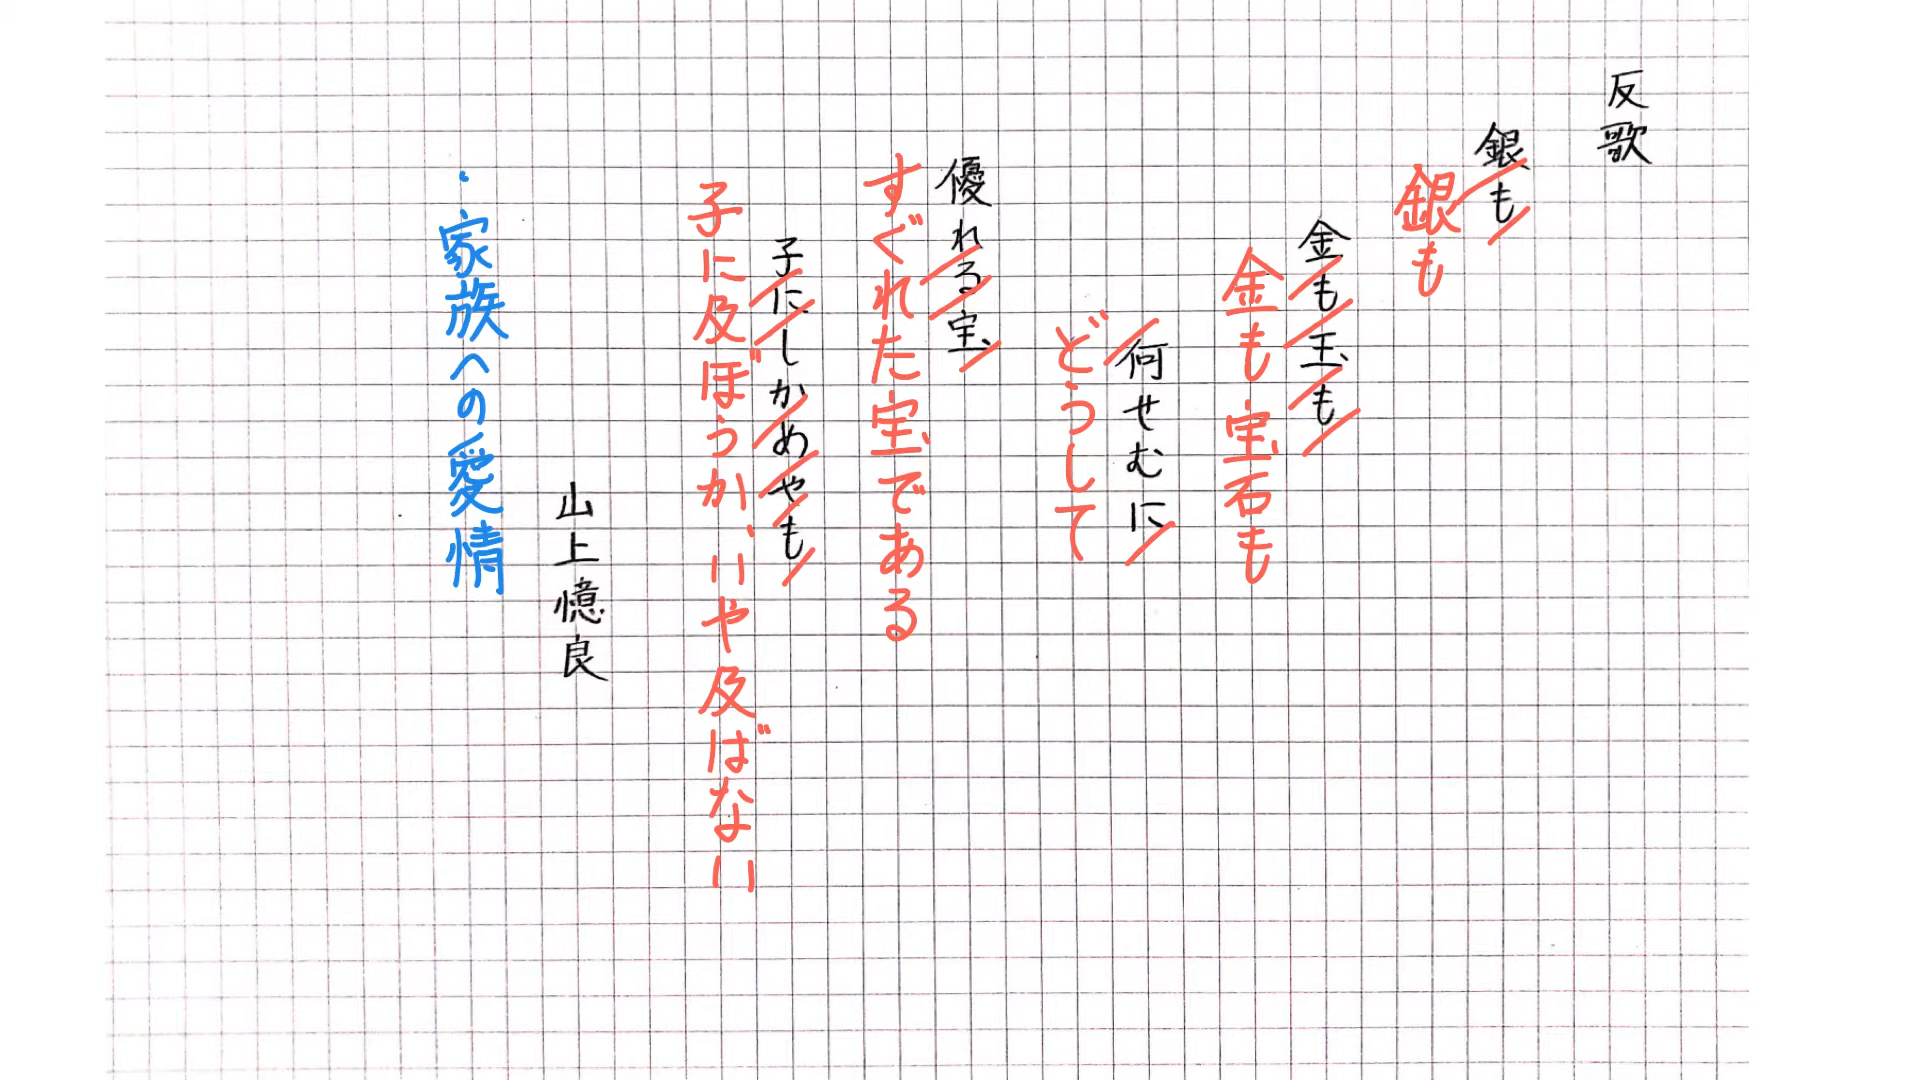 反歌
銀も
銀も
金も玉も
金も宝石も
何せむに
どうして
優れる宝
すぐれた宝である
子にしかめやも
子に及ぼうか、いや及ばない
山上憶良
・家族への愛情